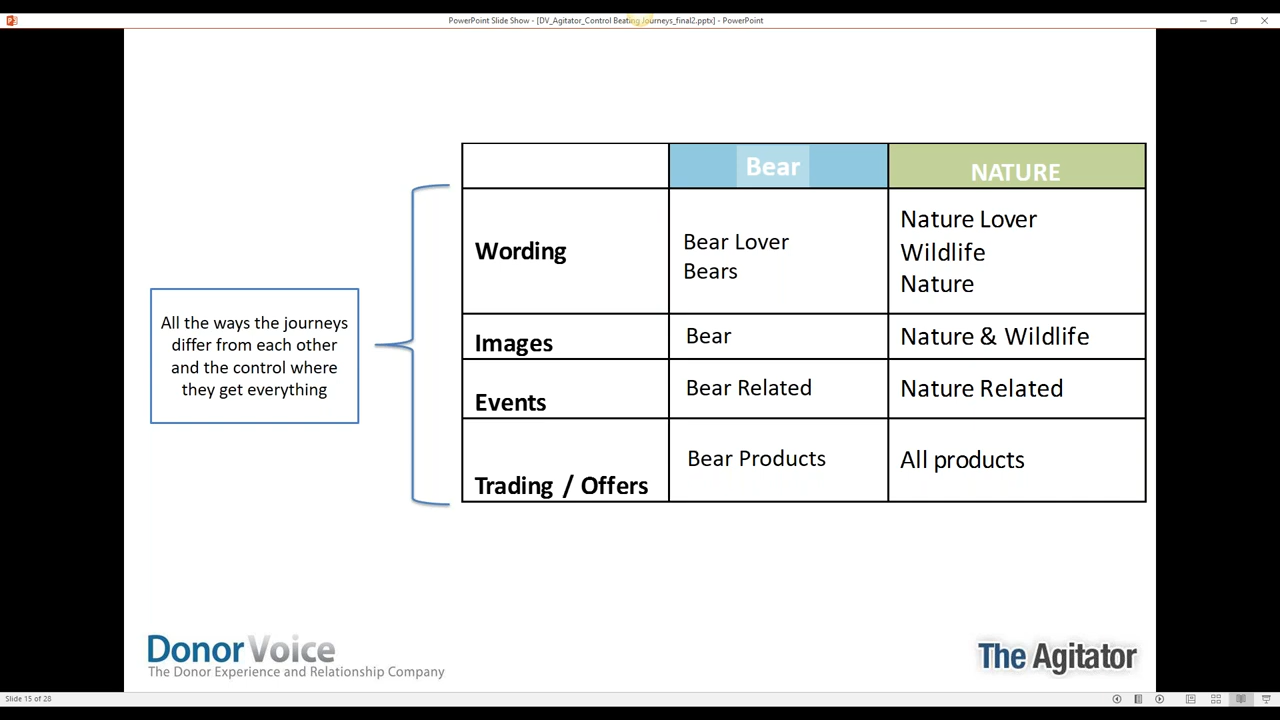 PowerPoint Slide Show - [DV_Agitator_Control Beating Journeys_final2.pptx] - PowerPoint
Bear
NATURE
Wording
Bear Lover
Bears
Nature Lover
Wildlife
Nature
All the ways the journeys
differ from each other
and the control where
they get everything
Images
Bear
Nature & Wildlife
Events
Bear Related
Nature Related
Trading / Offers
Bear Products
All products
DonorVoice
The Donor Experience and Relationship Company
The Agitator
Slide 15 of 28